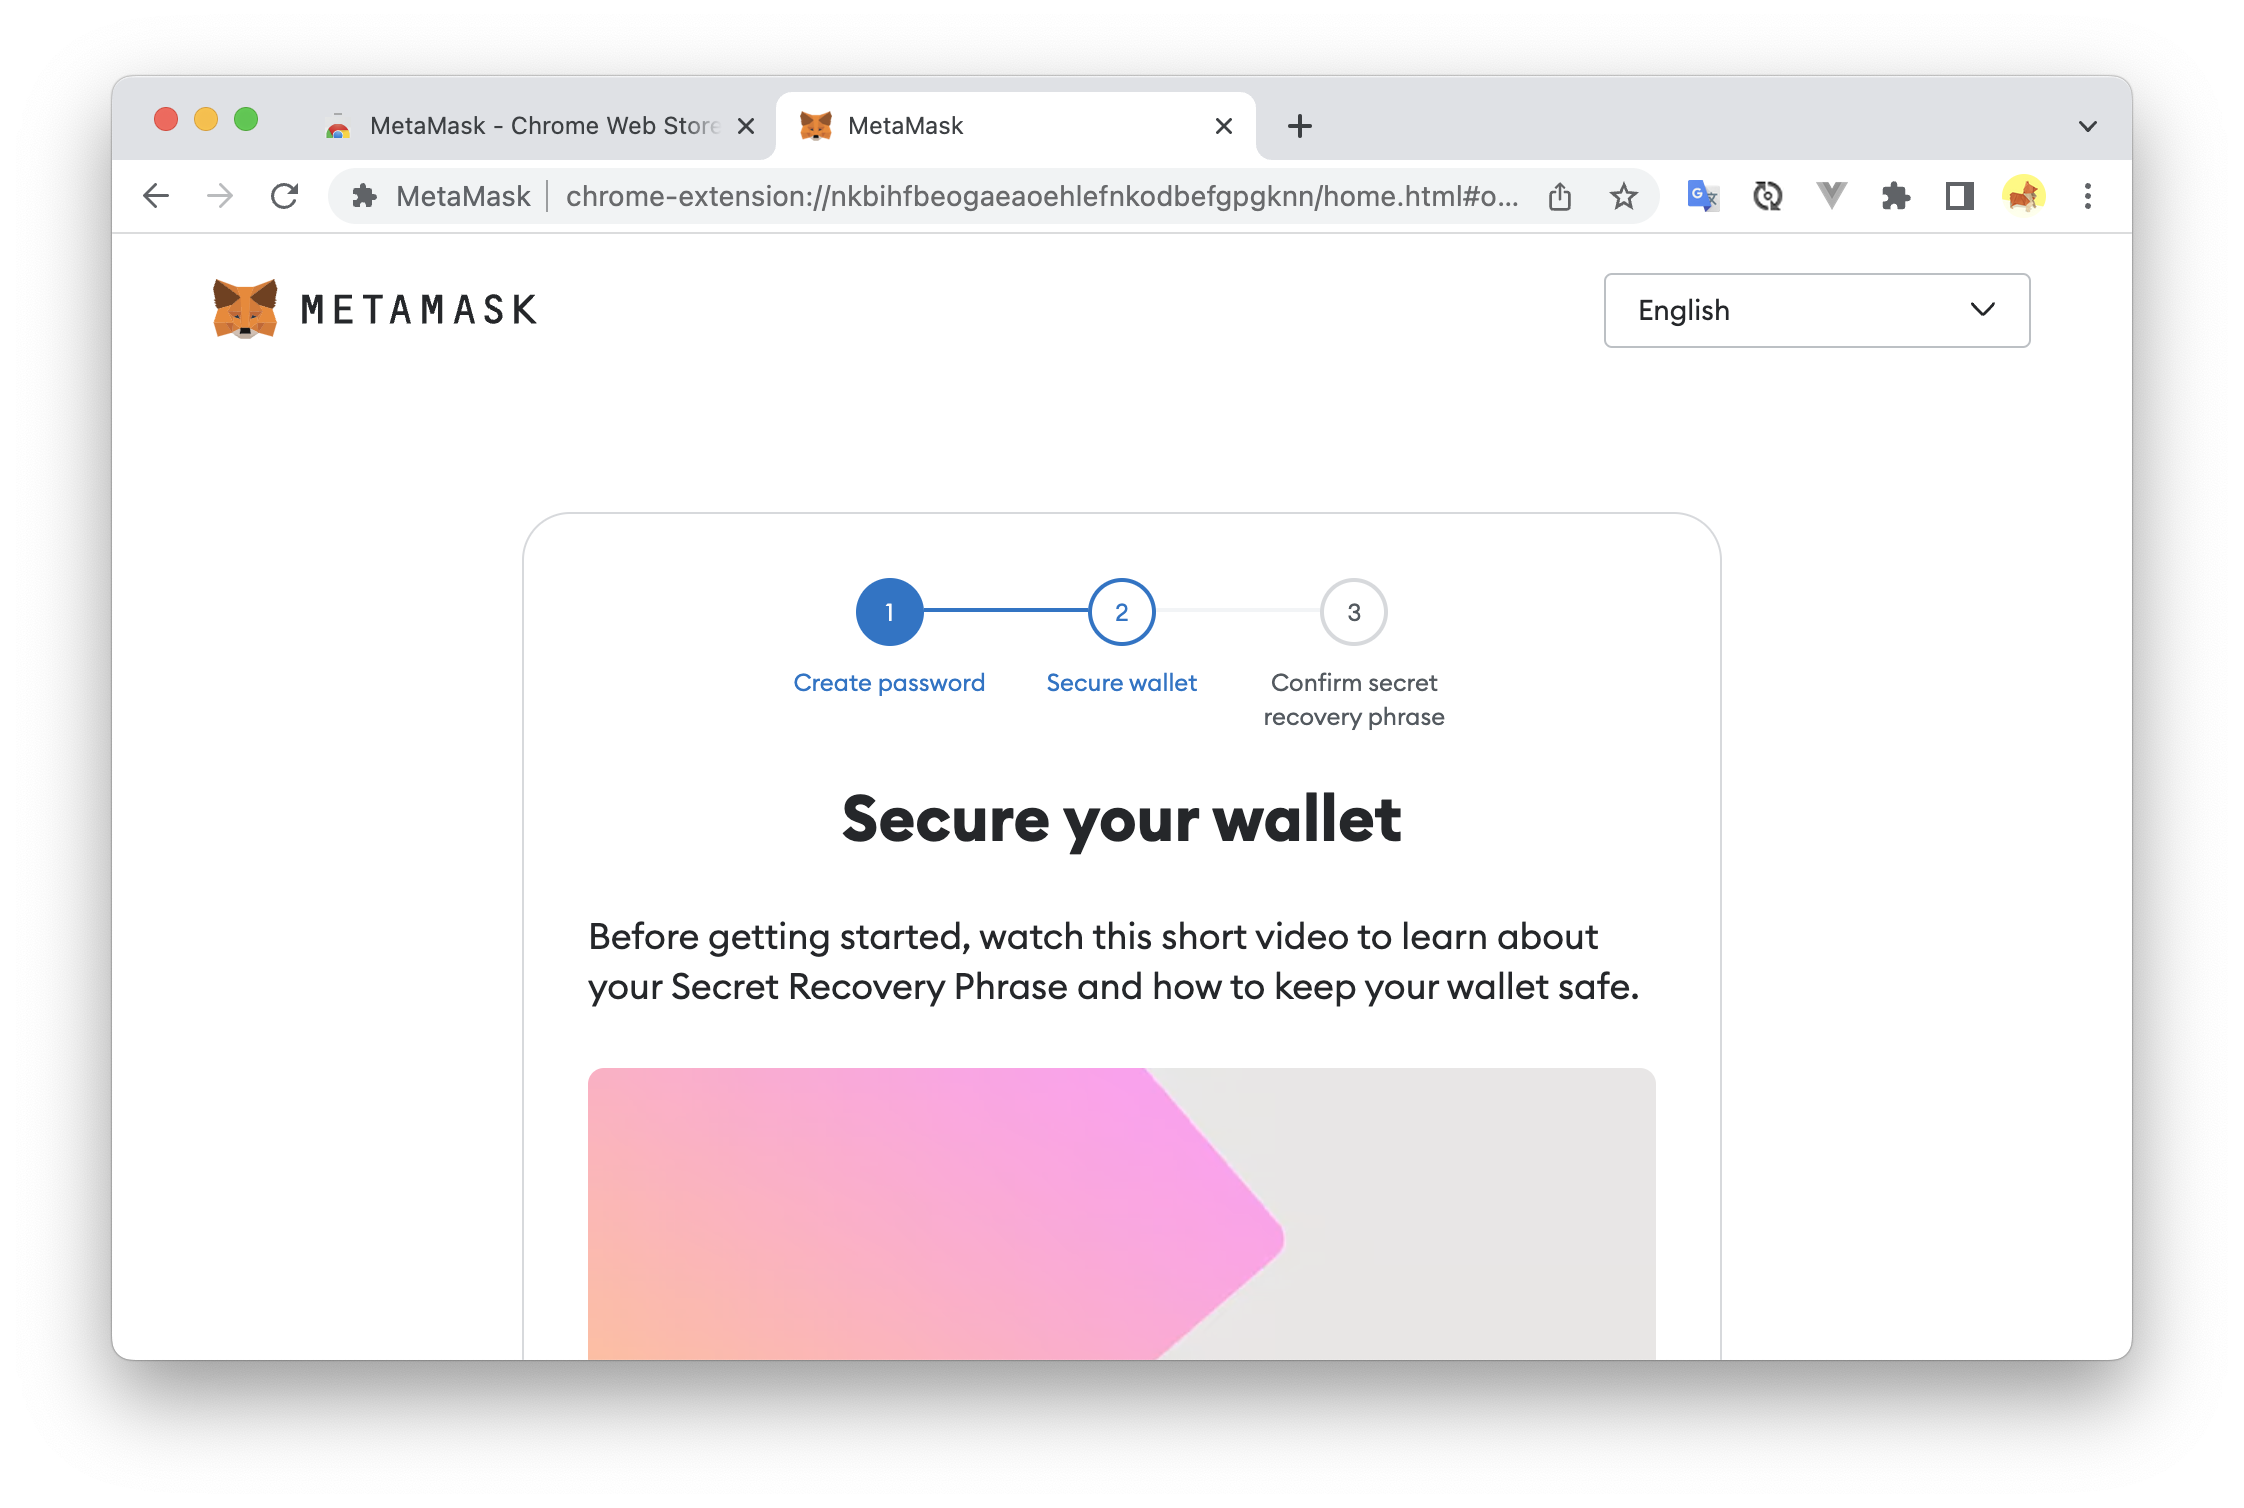 MetaMask - Chrome Web Store
MetaMask
MetaMask | chrome-extension://nkbihfbeogaeaoehlefnkodbefgpgknn/home.html#o...
METAMASK
English
1
2
3
Create password
Secure wallet
Confirm secret
recovery phrase
Secure your wallet
Before getting started, watch this short video to learn about
your Secret Recovery Phrase and how to keep your wallet safe.